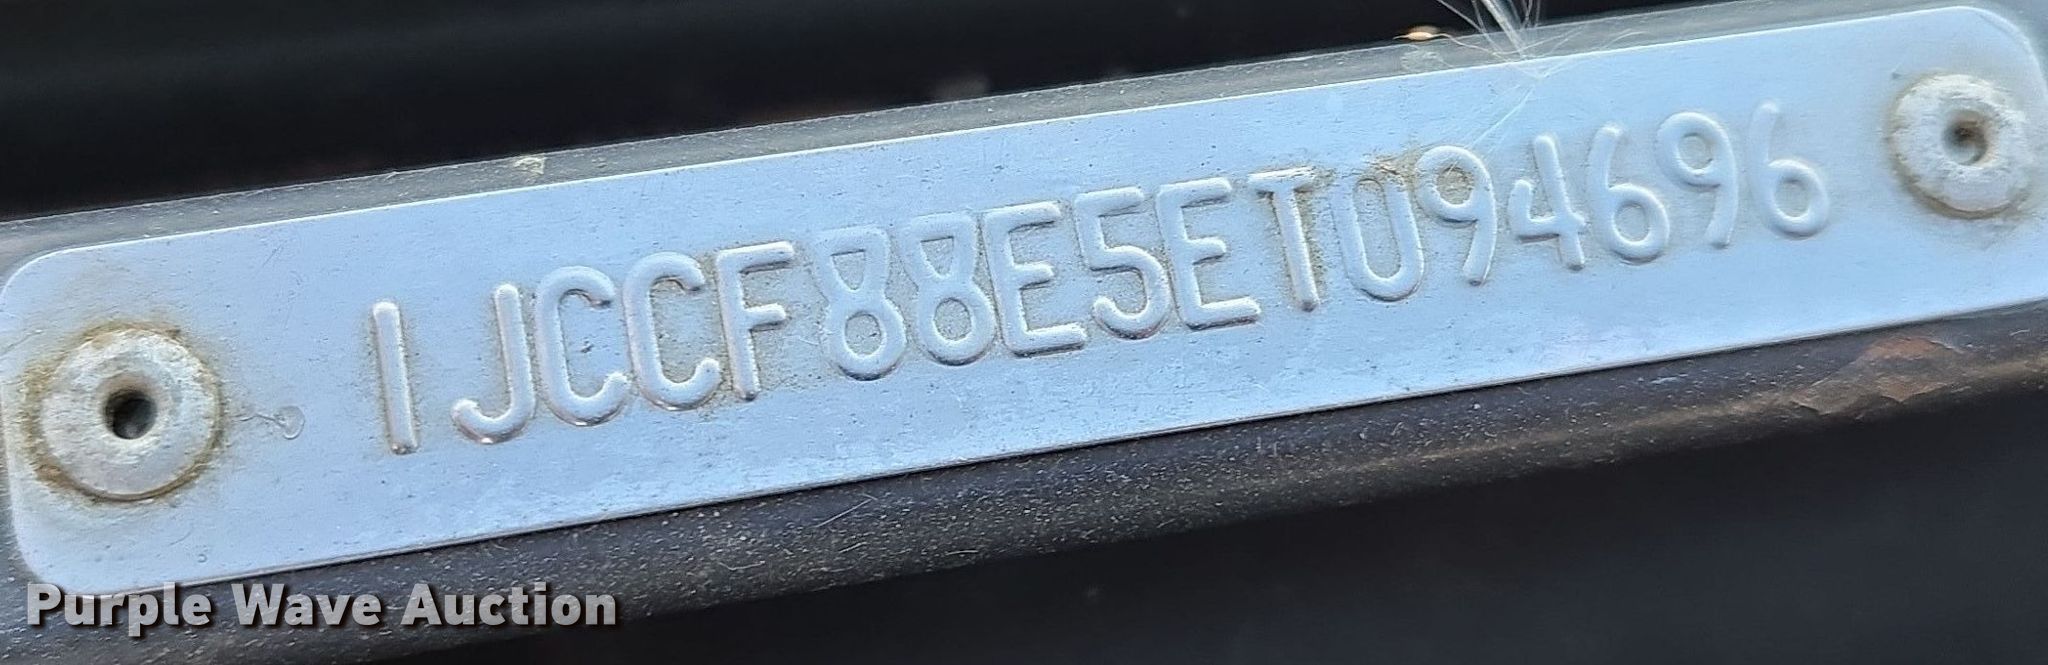 1JCCF88E5ET094696
Purple Wave Auction